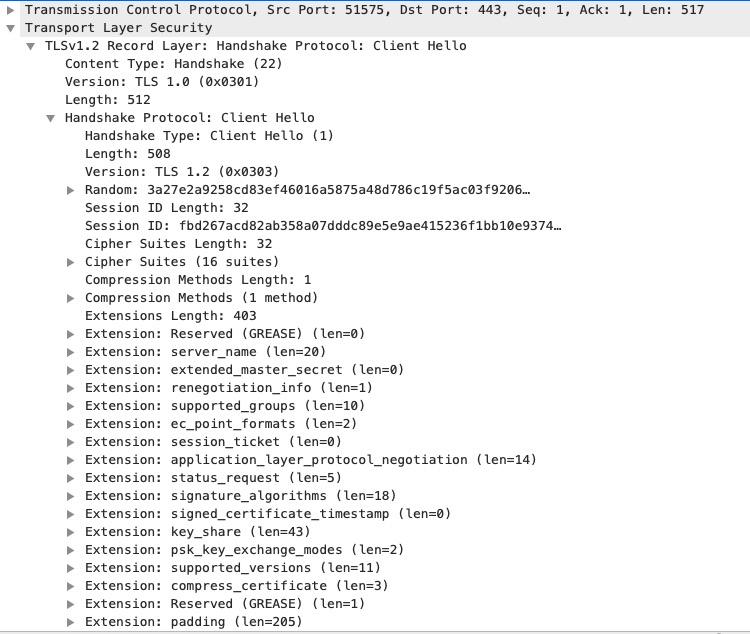 Transmission Control Protocol, Src Port: 51575, Dst Port: 443, Seq: 1, Ack: 1, Len: 517
Transport Layer Security
TLSv1.2 Record Layer: Handshake Protocol: Client Hello
Content Type: Handshake (22)
Version: TLS 1.0 (0x0301)
Length: 512
Handshake Protocol: Client Hello
Handshake Type: Client Hello (1)
Length: 508
Version: TLS 1.2 (0x0303)
Random: 3a27e2a9258cd83ef46016a5875a48d786c19f5ac03f9206…
Session ID Length: 32
Session ID: fbd267acd82ab358a07dddc89e5e9ae415236f1bb10e9374…
Cipher Suites Length: 32
Cipher Suites (16 suites)
Compression Methods Length: 1
Compression Methods (1 method)
Extensions Length: 403
Extension: Reserved (GREASE) (len=0)
Extension: server_name (len=20)
Extension: extended_master_secret (len=0)
Extension: renegotiation_info (len=1)
Extension: supported_groups (len=10)
Extension: ec_point_formats (len=2)
Extension: session_ticket (len=0)
Extension: application_layer_protocol_negotiation (len=14)
Extension: status_request (len=5)
Extension: signature_algorithms (len=18)
Extension: signed_certificate_timestamp (len=0)
Extension: key_share (len=43)
Extension: psk_key_exchange_modes (len=2)
Extension: supported_versions (len=11)
Extension: compress_certificate (len=3)
Extension: Reserved (GREASE) (len=1)
Extension: padding (len=205)